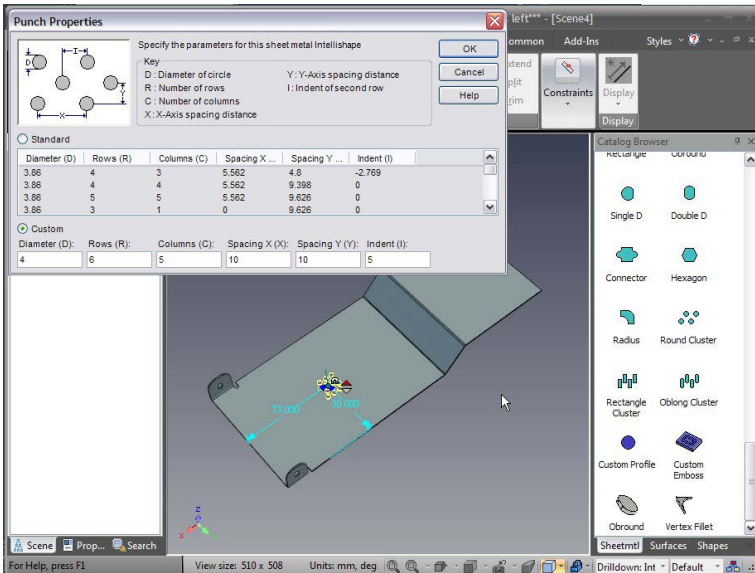 Punch Properties
left*** - [Scene4]
Specify the parameters for this sheet metal Intellishape
Key
D : Diameter of circle
R : Number of rows
C : Number of columns
X : X-Axis spacing distance
Y : Y-Axis spacing distance
I : Indent of second row
D
I
Y
X
OK
Cancel
Help
ommon
Add-Ins
Styles
xtend
plit
rim
Constraints
Display
Display
Standard
Diameter (D) Rows (R) Columns (C) Spacing X ... Spacing Y ... Indent (I)
3.86 4 3 5.562 4.8 -2.769
3.86 4 4 5.562 9.398 0
3.86 5 5 5.562 9.626 0
3.86 3 1 0 9.626 0
Custom
Diameter (D): Rows (R): Columns (C): Spacing X (X): Spacing Y (Y): Indent (I):
4 6 5 10 10 5
75.000
50.000
Z
X
Catalog Browser
Rectangle Obround
Single D Double D
Connector Hexagon
Radius Round Cluster
Rectangle Cluster
Oblong Cluster
Custom Profile
Custom Emboss
Obround Vertex Fillet
Sheetmtl Surfaces Shapes
Scene Prop... Search
For Help, press F1
View size: 510 x 508
Units: mm, deg
Drilldown: Int
Default